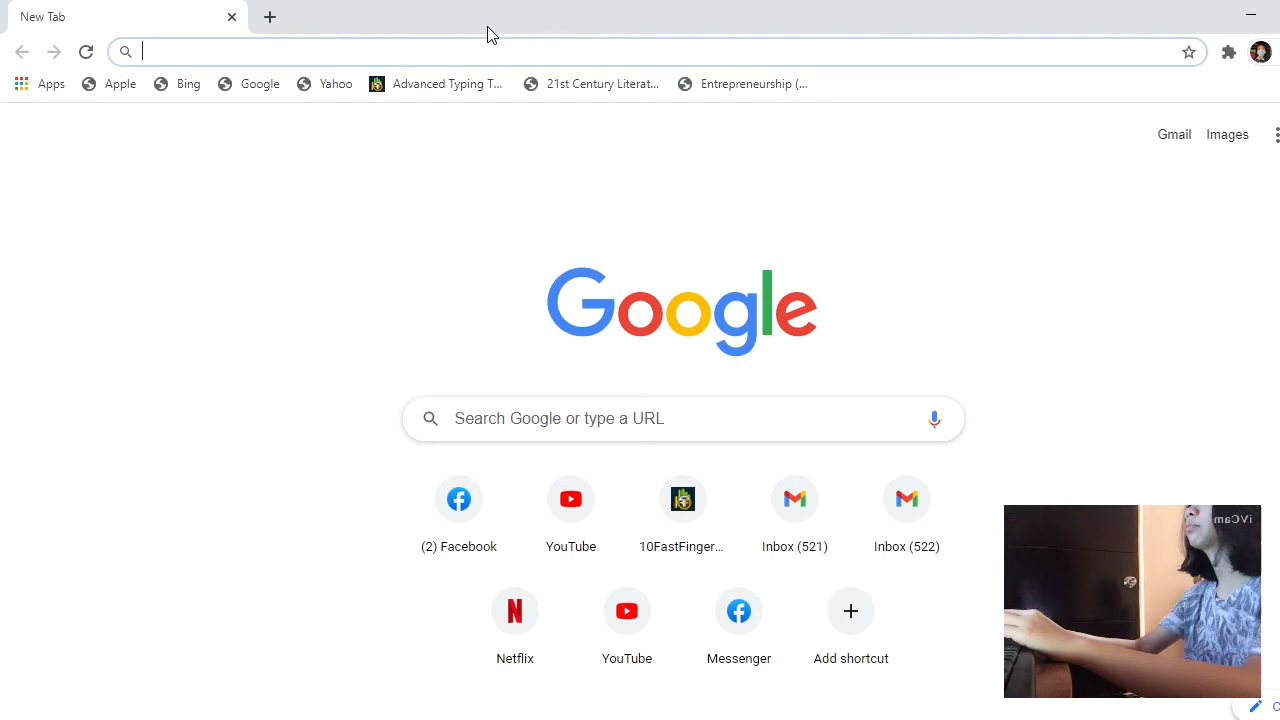 New Tab
Apps Apple Bing Google Yahoo Advanced Typing T... 21st Century Literat... Entrepreneurship (...
Gmail Images
Google
Search Google or type a URL
(2) Facebook YouTube 10FastFinger... Inbox (521) Inbox (522)
Netflix YouTube Messenger Add shortcut
iVCam
C